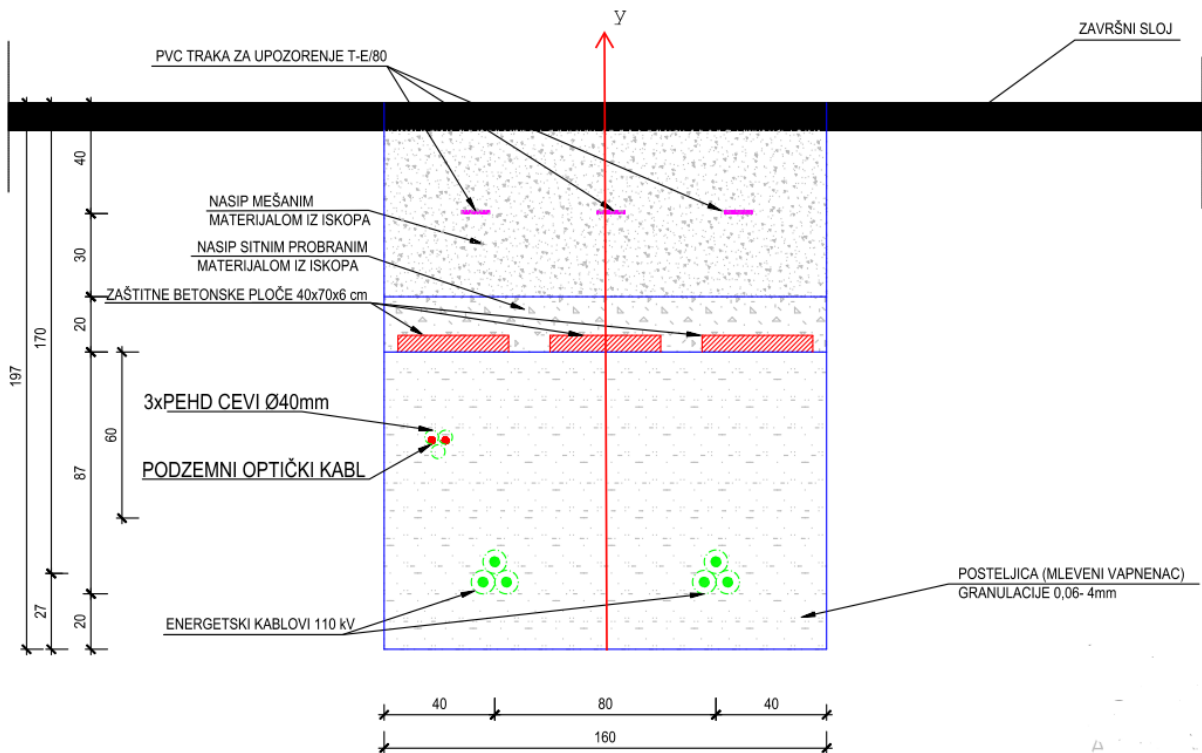 y
ZAVRŠNI SLOJ
PVC TRAKA ZA UPOZORENJE T-E/80
40
NASIP MEŠANIM
MATERIJALOM IZ ISKOPA
30
NASIP SITNIM PROBRANIM
MATERIJALOM IZ ISKOPA
ZAŠTITNE BETONSKE PLOČE 40x70x6 cm
20
170
197
3xPEHD CEVI Ø40mm
60
87
PODZEMNI OPTIČKI KABL
POSTELJICA (MLEVENI VAPNENAC)
GRANULACIJE 0,06- 4mm
27
20
ENERGETSKI KABLOVI 110 kV
40
80
40
160